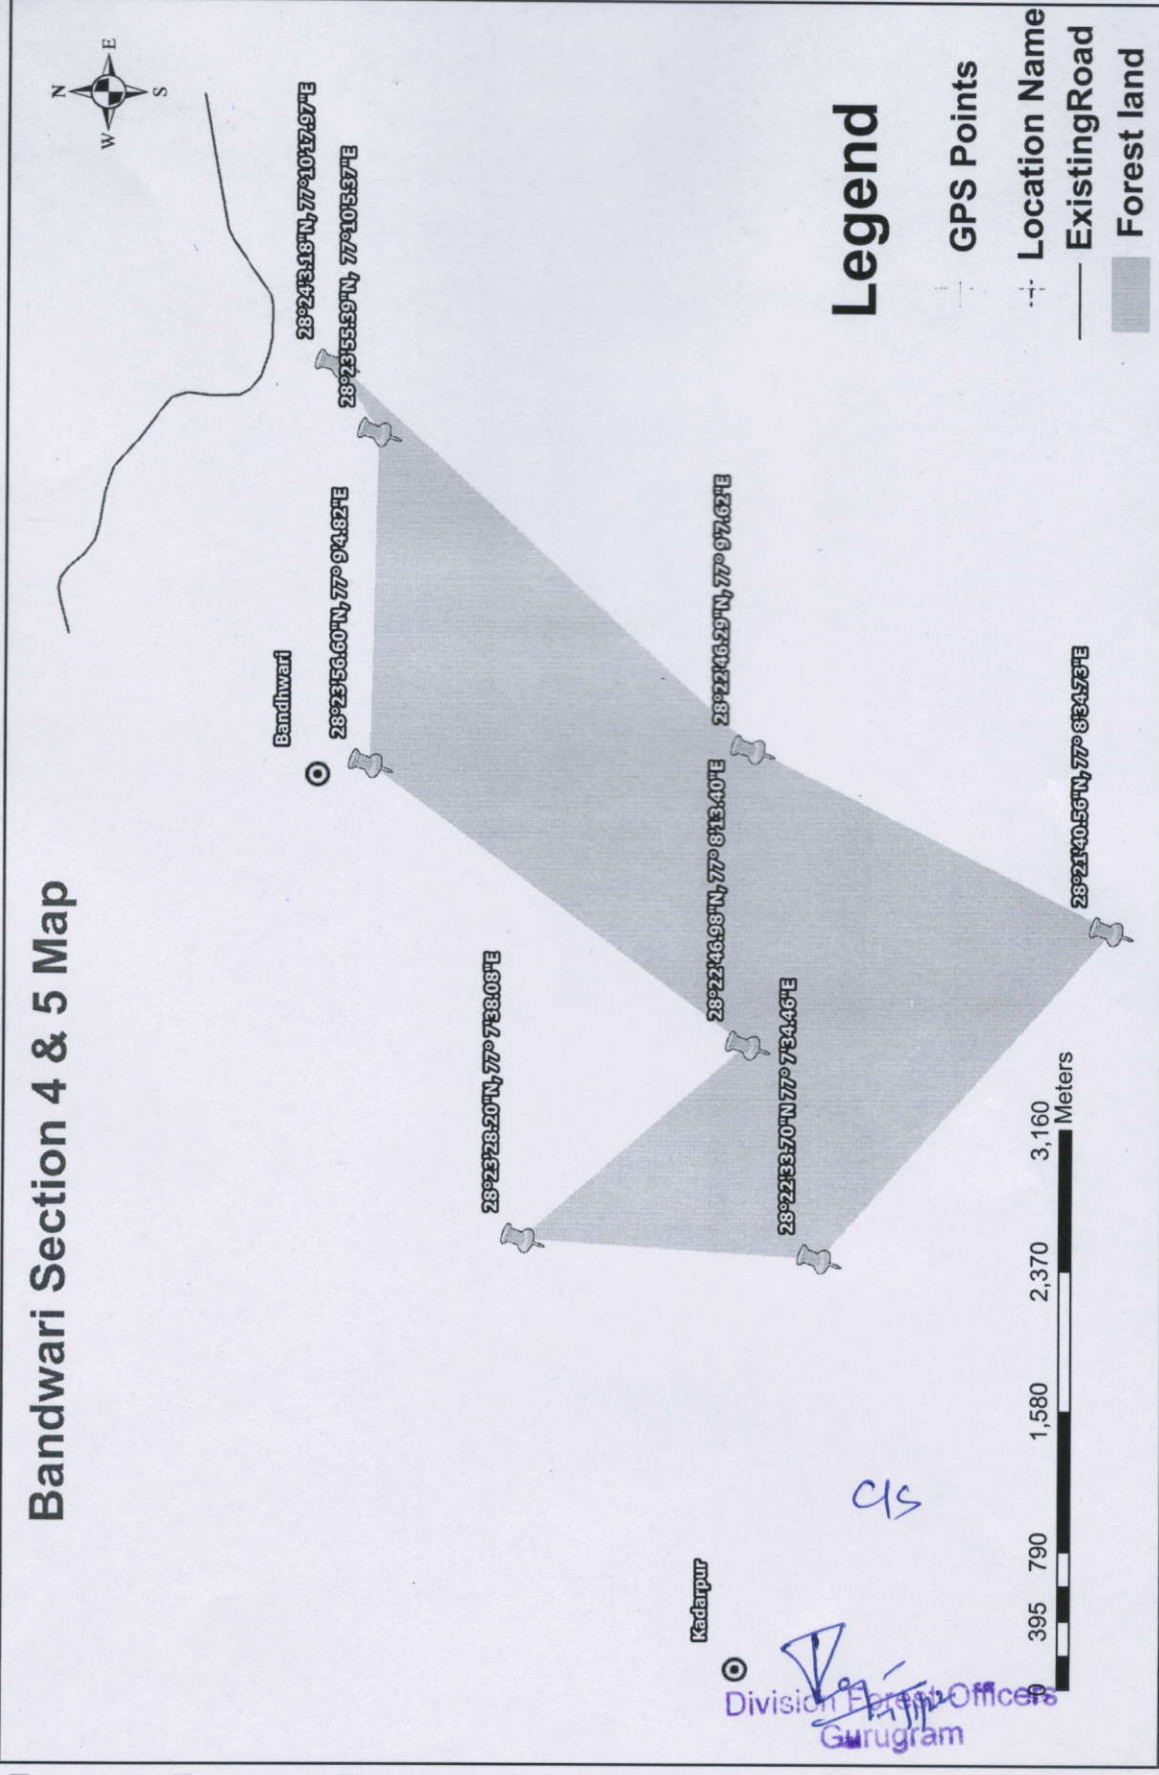 Bandwari Section 4 & 5 Map
N
W E
S
28°24'3.18"N, 77°10'17.97"E
28°23'55.39"N, 77°10'5.37"E
Bandhwari
28°23'56.60"N, 77° 9'4.82"E
28°23'28.20"N, 77° 7'38.08"E
28°22'46.98"N, 77° 8'13.40"E
28°22'46.29"N, 77° 9'7.62"E
28°22'33.70"N 77° 7'34.46"E
28°21'40.56"N, 77° 8'34.73"E
Kadarpur
Legend
GPS Points
Location Name
ExistingRoad
Forest land
0 395 790 1,580 2,370 3,160
Meters
C/S
Division Forest Officers
Gurugram